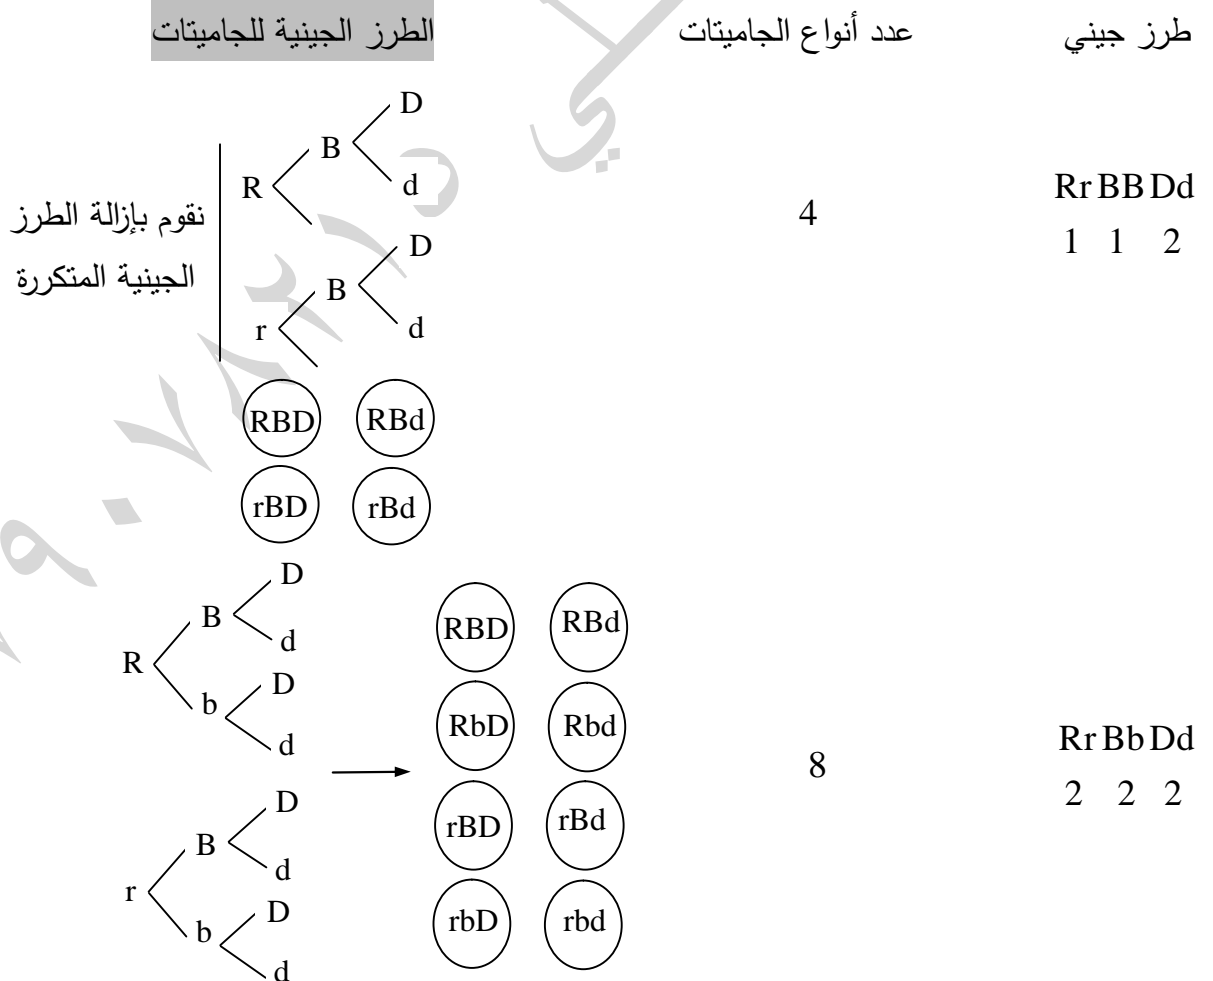 طرز جيني عدد أنواع الجاميتات الطرز الجينية للجاميتات
D
B
R d
Rr BB Dd 4 نقوم بإزالة الطرز
1 1 2
D
الجينية المتكررة
B
r d
RBD RBd
rBD rBd
D
B
d
R
D
b
d
RBD RBd
RbD Rbd
Rr Bb Dd 8
2 2 2
D
B
d
r
D
b
d
rBD rBd
rbD rbd